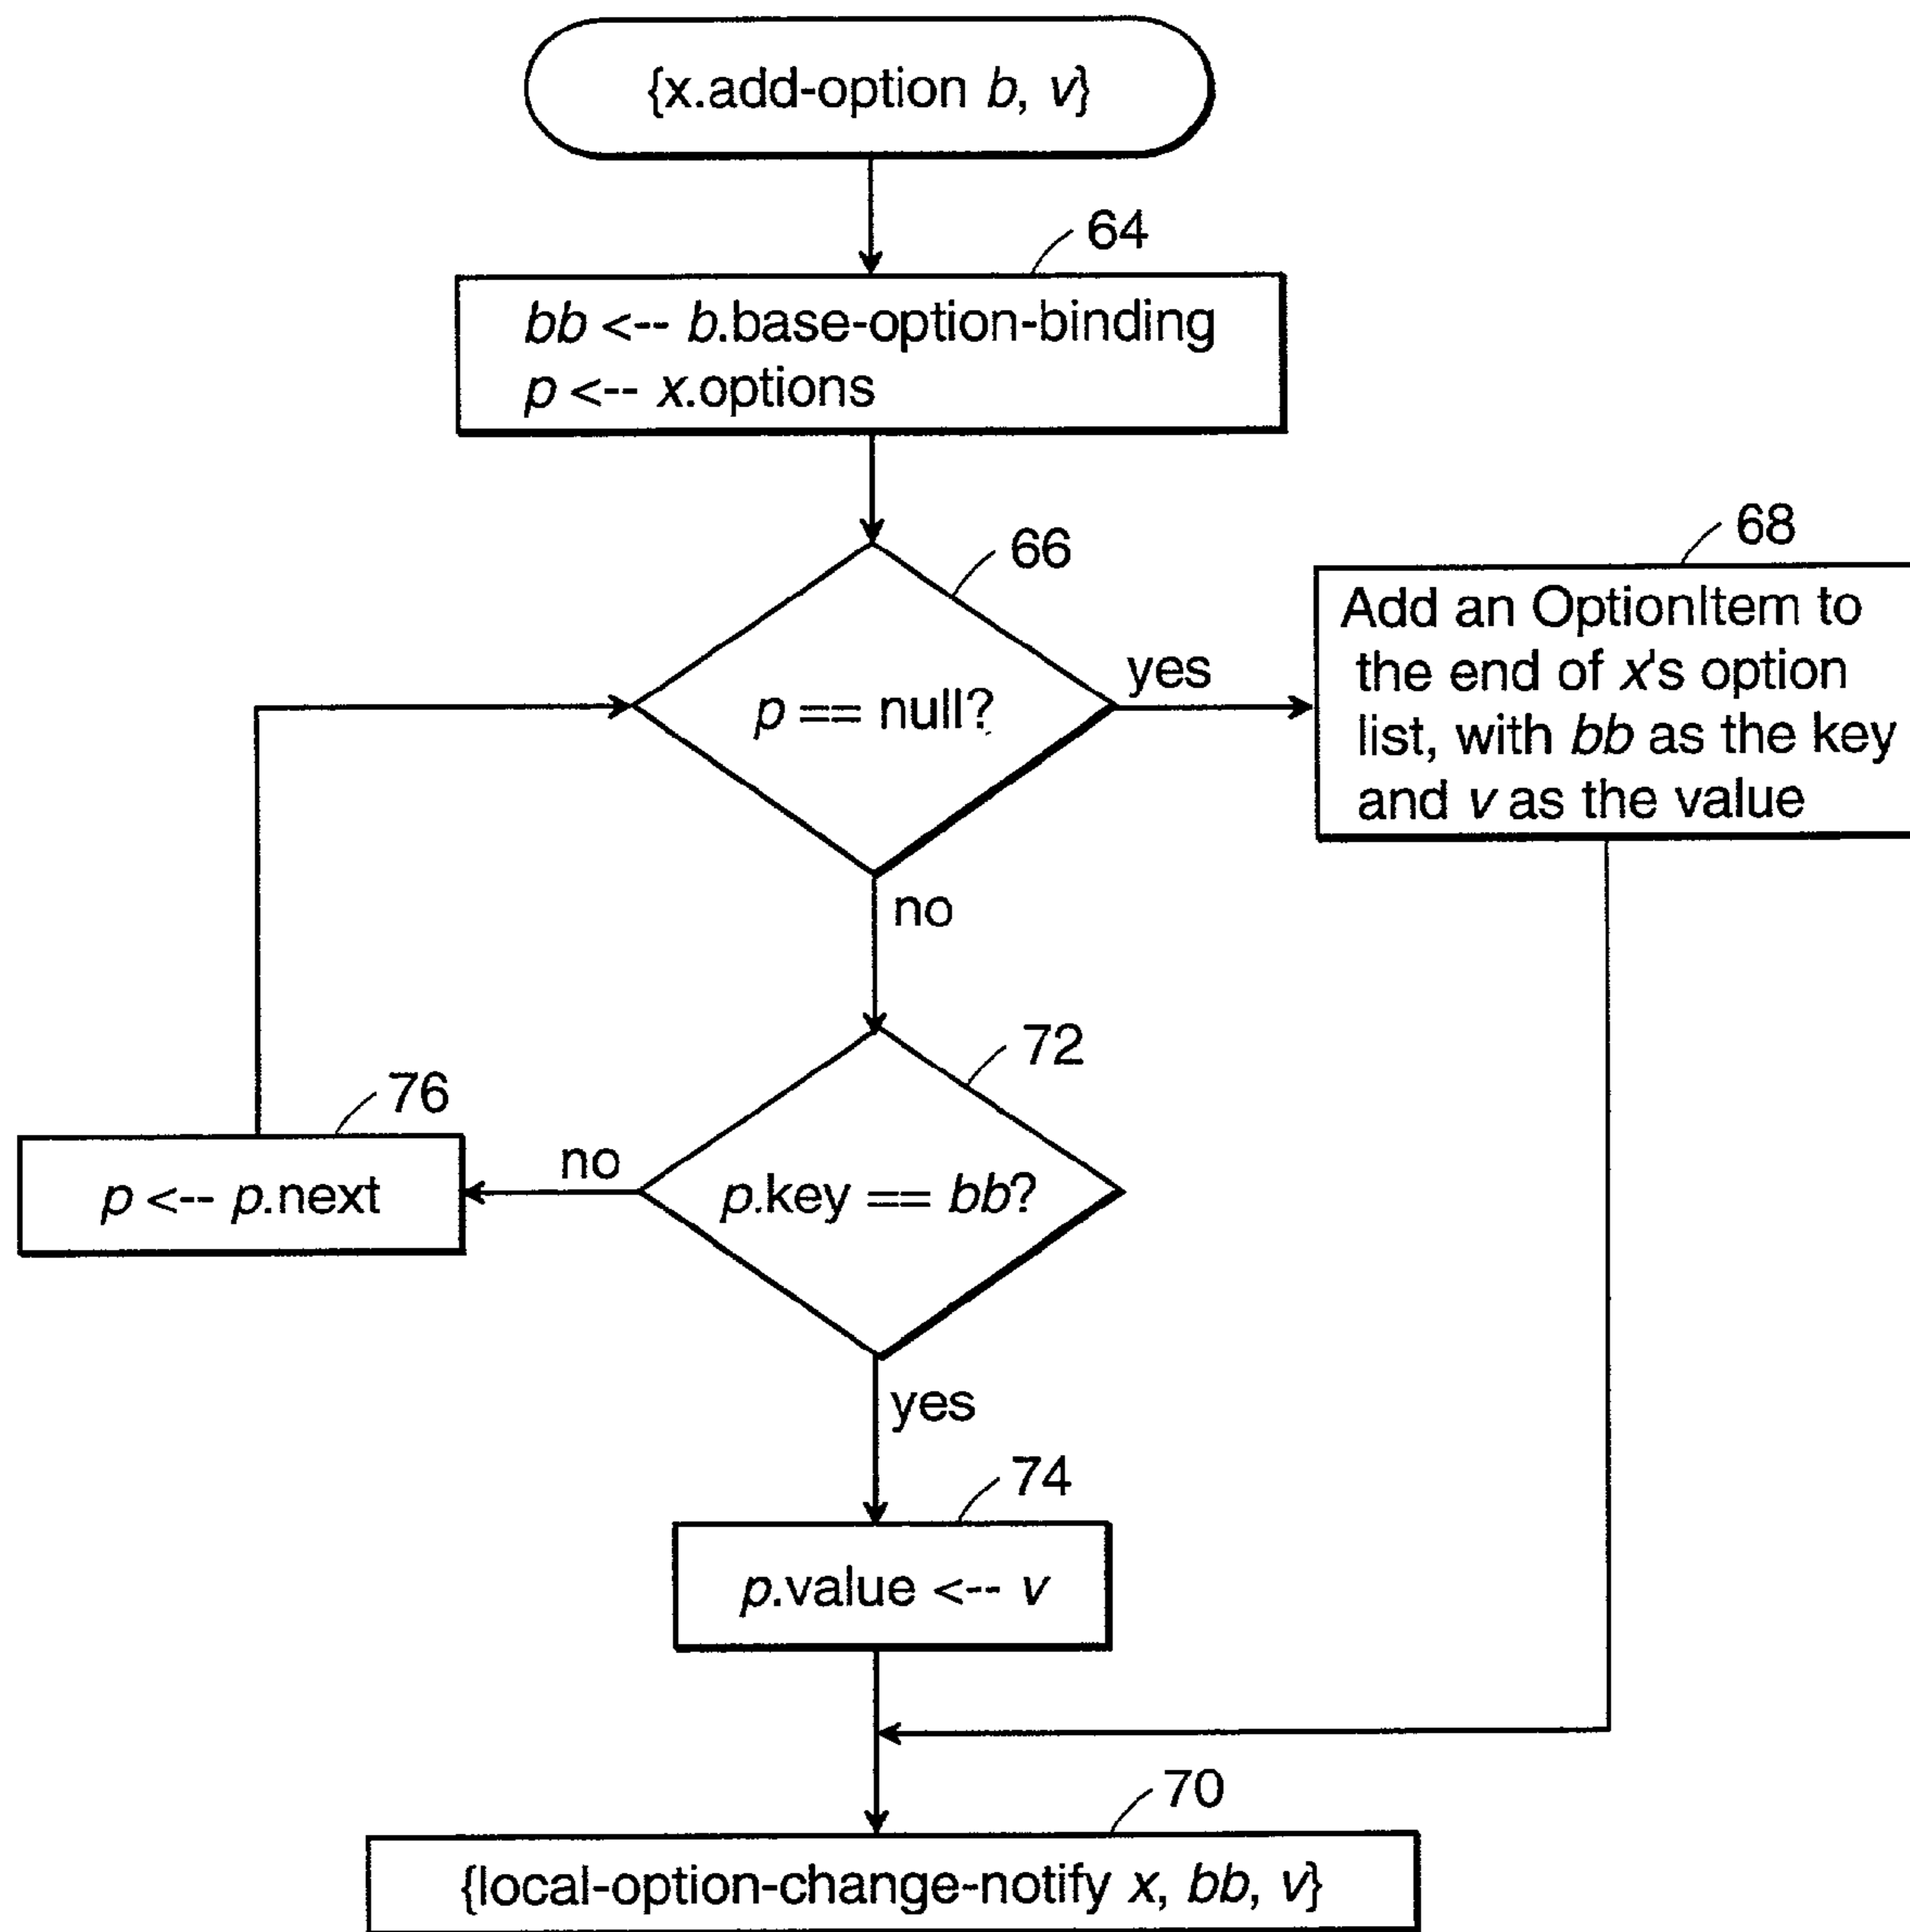 {x.add-option b, v}
64
bb <-- b.base-option-binding
p <-- x.options
66
p == null?
yes
68
Add an OptionItem to
the end of x's option
list, with bb as the key
and v as the value
no
72
p.key == bb?
no
76
p <-- p.next
yes
74
p.value <-- v
70
{local-option-change-notify x, bb, v}